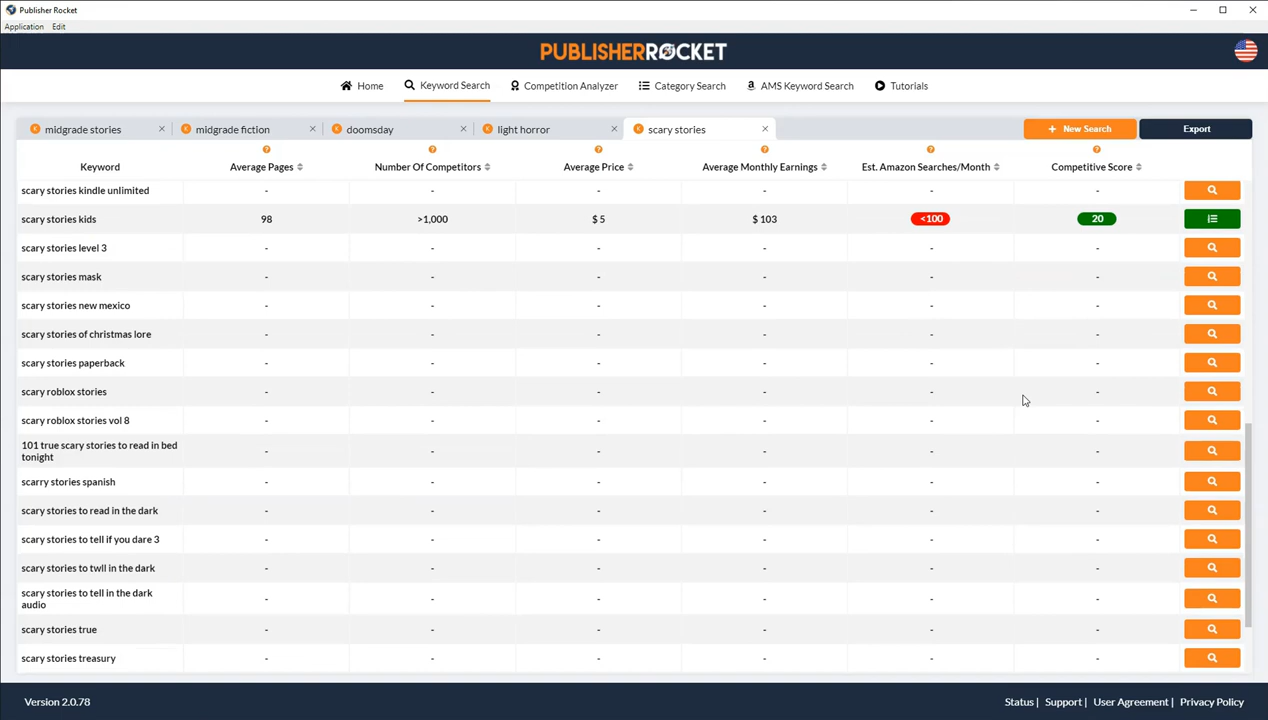 Publisher Rocket
Application Edit
PUBLISHERROCKET
Home Keyword Search Competition Analyzer Category Search AMS Keyword Search Tutorials
midgrade stories midgrade fiction doomsday light horror scary stories + New Search Export
? ? ? ? ? ?
Keyword Average Pages Number Of Competitors Average Price Average Monthly Earnings Est. Amazon Searches/Month Competitive Score
scary stories kindle unlimited - - - - - -
scary stories kids 98 >1,000 $ 5 $ 103 <100 20
scary stories level 3 - - - - - -
scary stories mask - - - - - -
scary stories new mexico - - - - - -
scary stories of christmas lore - - - - - -
scary stories paperback - - - - - -
scary roblox stories - - - - - -
scary roblox stories vol 8 - - - - - -
101 true scary stories to read in bed
tonight - - - - - -
scarry stories spanish - - - - - -
scary stories to read in the dark - - - - - -
scary stories to tell if you dare 3 - - - - - -
scary stories to twll in the dark - - - - - -
scary stories to tell in the dark
audio - - - - - -
scary stories true - - - - - -
scary stories treasury - - - - - -
Version 2.0.78 Status | Support | User Agreement | Privacy Policy